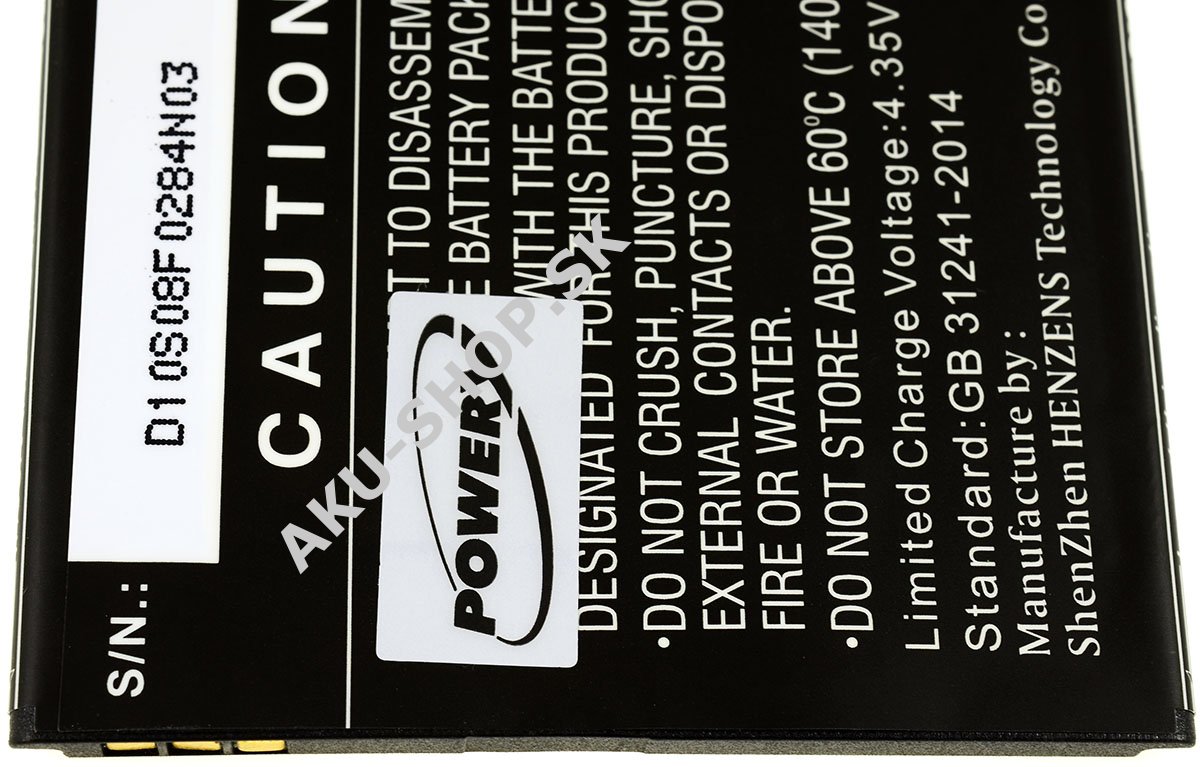 S/N.:
D10S08F0284N03
CAUTION
T TO DISASSEM
E BATTERY PACK
WITH THE BATTE
DESIGNATED FOR THIS PRODUC
•DO NOT CRUSH, PUNCTURE, SHO
EXTERNAL CONTACTS OR DISPO
FIRE OR WATER.
•DO NOT STORE ABOVE 60°C (140
Limited Charge Voltage:4.35V
Standard:GB 31241-2014
Manufacture by :
ShenZhen HENZENS Technology Co
POWERY
AKU-SHOP.SK